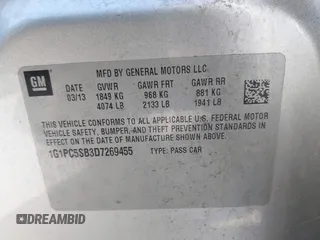 GM
MFD BY GENERAL MOTORS LLC
DATE GVWR GAWR FRT GAWR RR
03/13 1849 KG 968 KG 881 KG
4074 LB 2133 LB 1941 LB
THIS VEHICLE CONFORMS TO ALL APPLICABLE U.S. FEDERAL MOTOR
VEHICLE SAFETY, BUMPER, AND THEFT PREVENTION STANDARDS IN
EFFECT ON THE DATE OF MANUFACTURE SHOWN ABOVE.
1G1PC5SB3D7269455 TYPE: PASS CAR
AUTOBIDMASTER